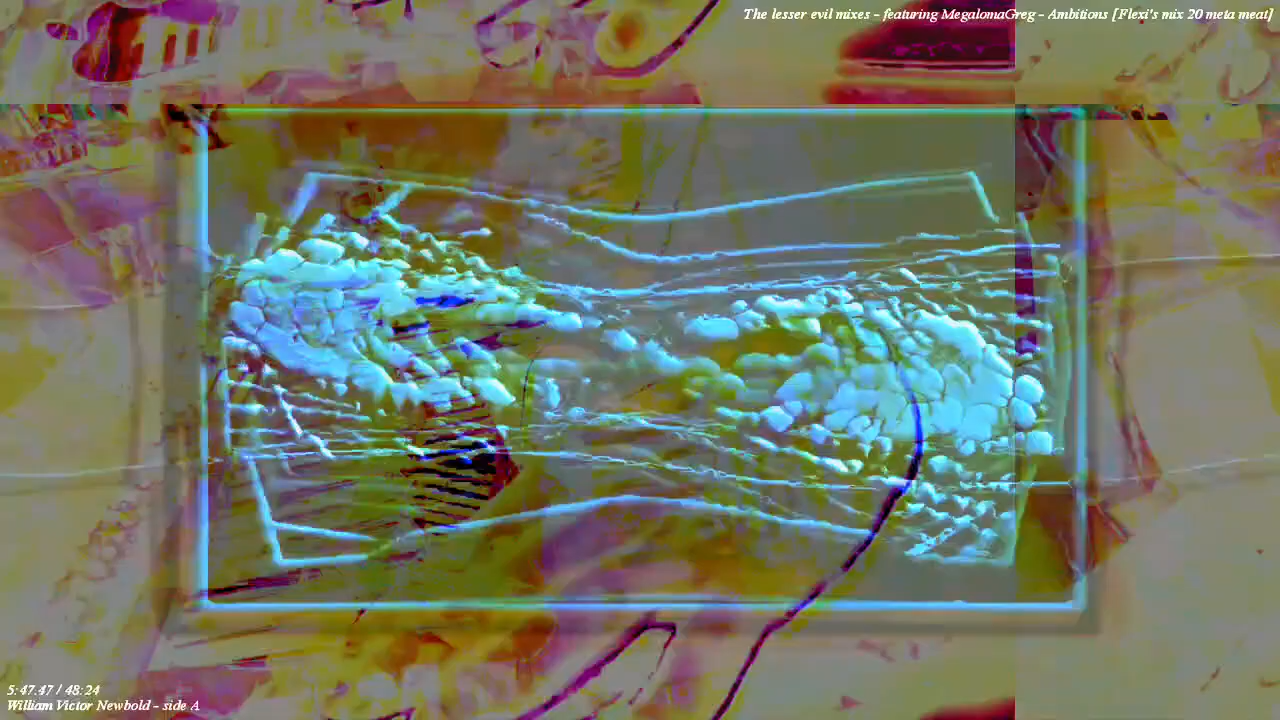 The lesser evil mixes - featuring MegalomaGreg - Ambitions [Flexi's mix 20 meta meat]
5:47.47 / 48:24
William Victor Newbold - side A